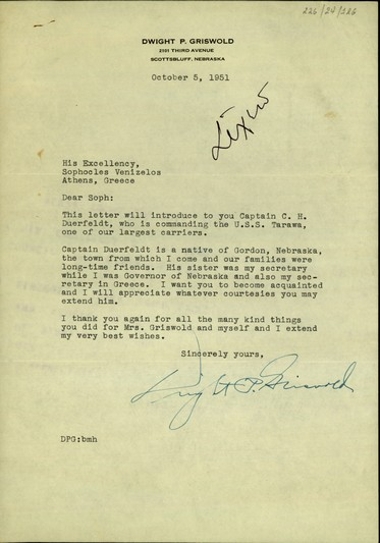 226/24/226
DWIGHT P. GRISWOLD
2101 THIRD AVENUE
SCOTTSBLUFF, NEBRASKA
October 5, 1951
His Excellency,
Sophocles Venizelos
Athens, Greece
Dear Soph:
This letter will introduce to you Captain C. H.
Duerfeldt, who is commanding the U.S.S. Tarawa,
one of our largest carriers.
Captain Duerfeldt is a native of Gordon, Nebraska,
the town from which I come and our families were
long-time friends. His sister was my secretary
while I was Governor of Nebraska and also my sec-
retary in Greece. I want you to become acquainted
and I will appreciate whatever courtesies you may
extend him.
I thank you again for all the many kind things
you did for Mrs. Griswold and myself and I extend
my very best wishes.
Sincerely yours,
Dwight P. Griswold
DPG:bmh